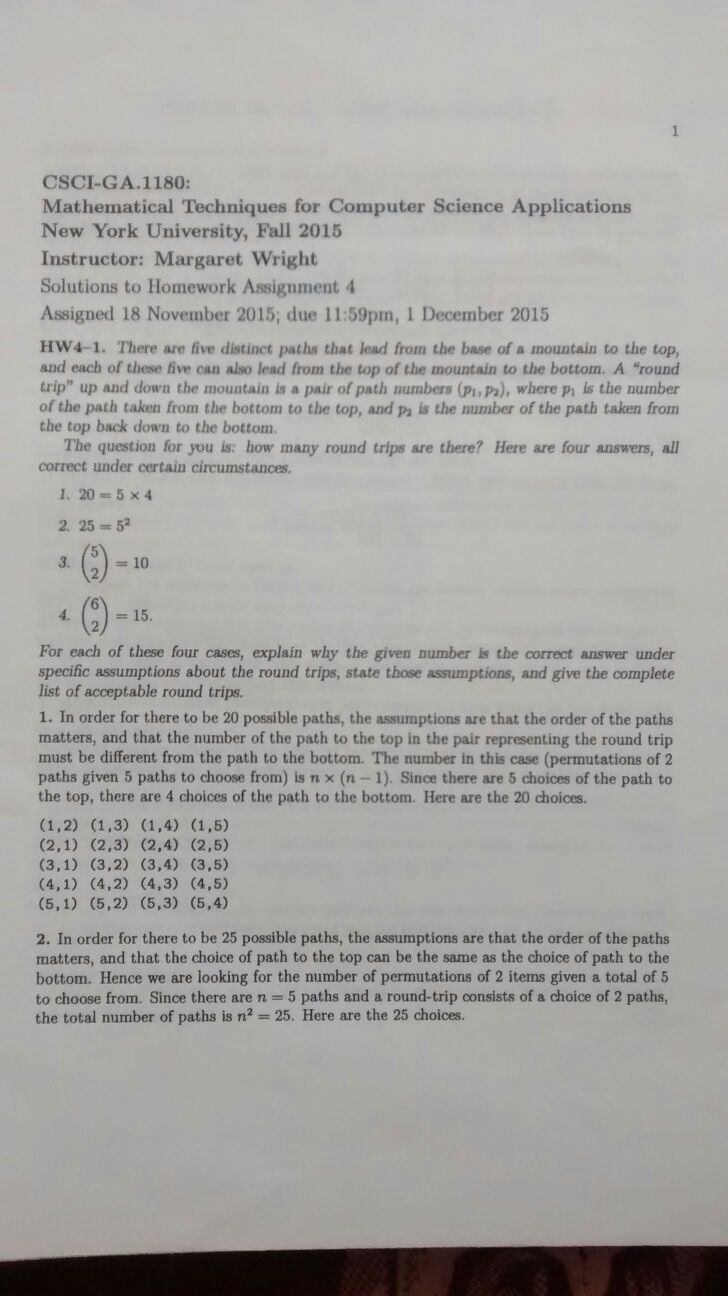 1
CSCI-GA.1180:
Mathematical Techniques for Computer Science Applications
New York University, Fall 2015
Instructor: Margaret Wright
Solutions to Homework Assignment 4
Assigned 18 November 2015; due 11:59pm, 1 December 2015
HW4–1. There are five distinct paths that lead from the base of a mountain to the top,
and each of these five can also lead from the top of the mountain to the bottom. A “round
trip” up and down the mountain is a pair of path numbers (p₁, p₂), where p₁ is the number
of the path taken from the bottom to the top, and p₂ is the number of the path taken from
the top back down to the bottom.
The question for you is: how many round trips are there? Here are four answers, all
correct under certain circumstances.
1. 20 = 5 × 4
2. 25 = 5²
3. (5 2) = 10
4. (6 2) = 15.
For each of these four cases, explain why the given number is the correct answer under
specific assumptions about the round trips, state those assumptions, and give the complete
list of acceptable round trips.
1. In order for there to be 20 possible paths, the assumptions are that the order of the paths
matters, and that the number of the path to the top in the pair representing the round trip
must be different from the path to the bottom. The number in this case (permutations of 2
paths given 5 paths to choose from) is n × (n − 1). Since there are 5 choices of the path to
the top, there are 4 choices of the path to the bottom. Here are the 20 choices.
(1,2) (1,3) (1,4) (1,5)
(2,1) (2,3) (2,4) (2,5)
(3,1) (3,2) (3,4) (3,5)
(4,1) (4,2) (4,3) (4,5)
(5,1) (5,2) (5,3) (5,4)
2. In order for there to be 25 possible paths, the assumptions are that the order of the paths
matters, and that the choice of path to the top can be the same as the choice of path to the
bottom. Hence we are looking for the number of permutations of 2 items given a total of 5
to choose from. Since there are n = 5 paths and a round-trip consists of a choice of 2 paths,
the total number of paths is n² = 25. Here are the 25 choices.